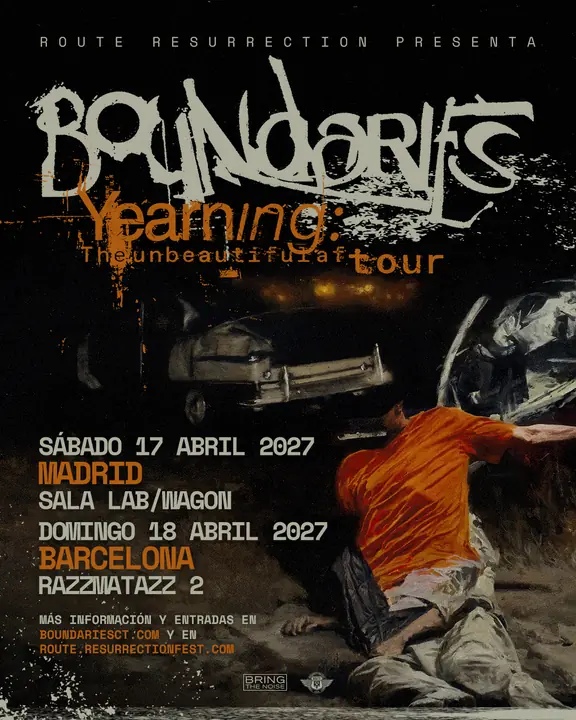 ROUTE RESURRECTION PRESENTA
BOUNDARIES
Yearning:
Theunbeautifulaf
tour
SÁBADO 17 ABRIL 2027
MADRID
SALA LAB/WAGON
DOMINGO 18 ABRIL 2027
BARCELONA
RAZZMATAZZ 2
MÁS INFORMACIÓN Y ENTRADAS EN
BOUNDARIESCT.COM Y EN
ROUTE.RESURRECTIONFEST.COM
BRING
THE NOISE